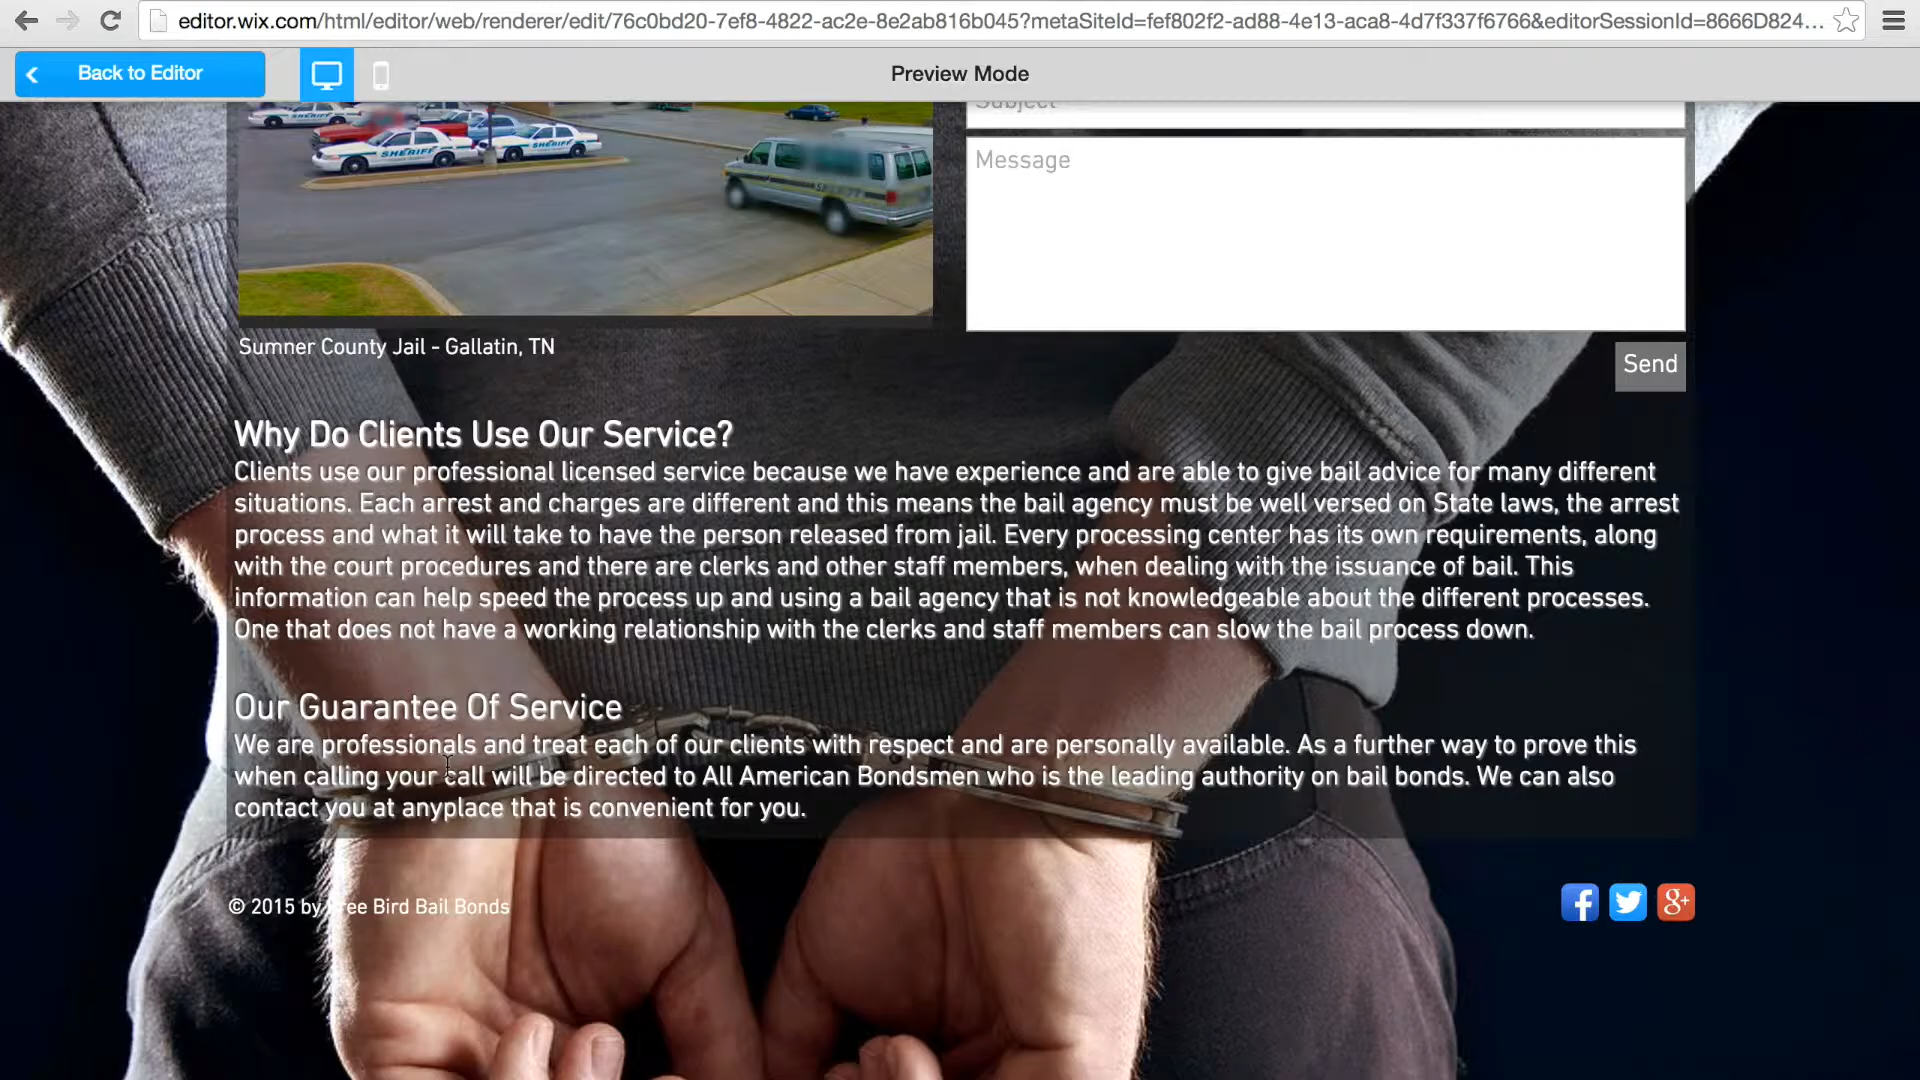 editor.wix.com/html/editor/web/renderer/edit/76c0bd20-7ef8-4822-ac2e-8e2ab816b045?metaSiteId=fef802f2-ad88-4e13-aca8-4d7f337f6766&editorSessionId=8666D824...
Back to Editor
Preview Mode
Subject
SHERIFF
SHERIFF
Message
Sumner County Jail - Gallatin, TN
Send
Why Do Clients Use Our Service?
Clients use our professional licensed service because we have experience and are able to give bail advice for many different
situations. Each arrest and charges are different and this means the bail agency must be well versed on State laws, the arrest
process and what it will take to have the person released from jail. Every processing center has its own requirements, along
with the court procedures and there are clerks and other staff members, when dealing with the issuance of bail. This
information can help speed the process up and using a bail agency that is not knowledgeable about the different processes.
One that does not have a working relationship with the clerks and staff members can slow the bail process down.
Our Guarantee Of Service
We are professionals and treat each of our clients with respect and are personally available. As a further way to prove this
when calling your call will be directed to All American Bondsmen who is the leading authority on bail bonds. We can also
contact you at anyplace that is convenient for you.
© 2015 by Free Bird Bail Bonds